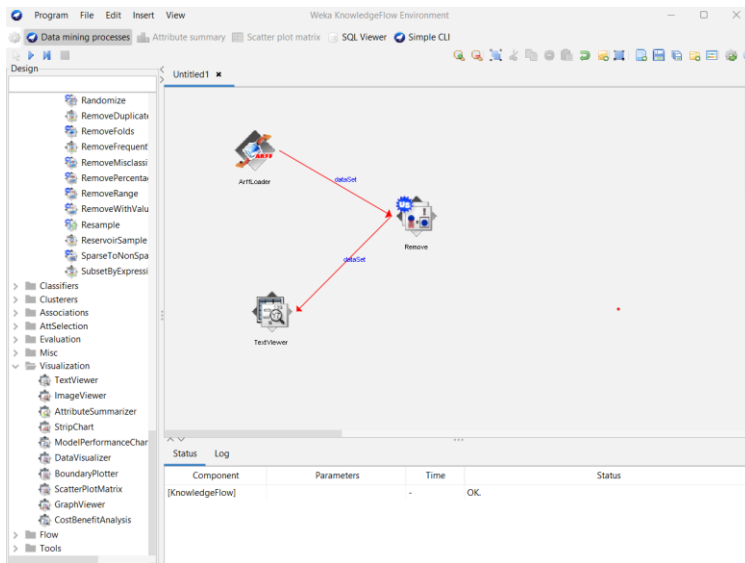 Program File Edit Insert View Weka KnowledgeFlow Environment
Data mining processes Attribute summary Scatter plot matrix SQL Viewer Simple CLI
Design
Untitled1
Randomize
RemoveDuplicate
RemoveFolds
RemoveFrequent
RemoveMisclassi
RemovePercenta
RemoveRange
RemoveWithValu
Resample
ReservoirSample
SparseToNonSpa
SubsetByExpressi
Classifiers
Clusterers
Associations
AttSelection
Evaluation
Misc
Visualization
TextViewer
ImageViewer
AttributeSummarizer
StripChart
ModelPerformanceChar
DataVisualizer
BoundaryPlotter
ScatterPlotMatrix
GraphViewer
CostBenefitAnalysis
Flow
Tools
ARFF
ArffLoader
dataSet
Remove
dataSet
TextViewer
Status Log
Component Parameters Time Status
[KnowledgeFlow] - OK.